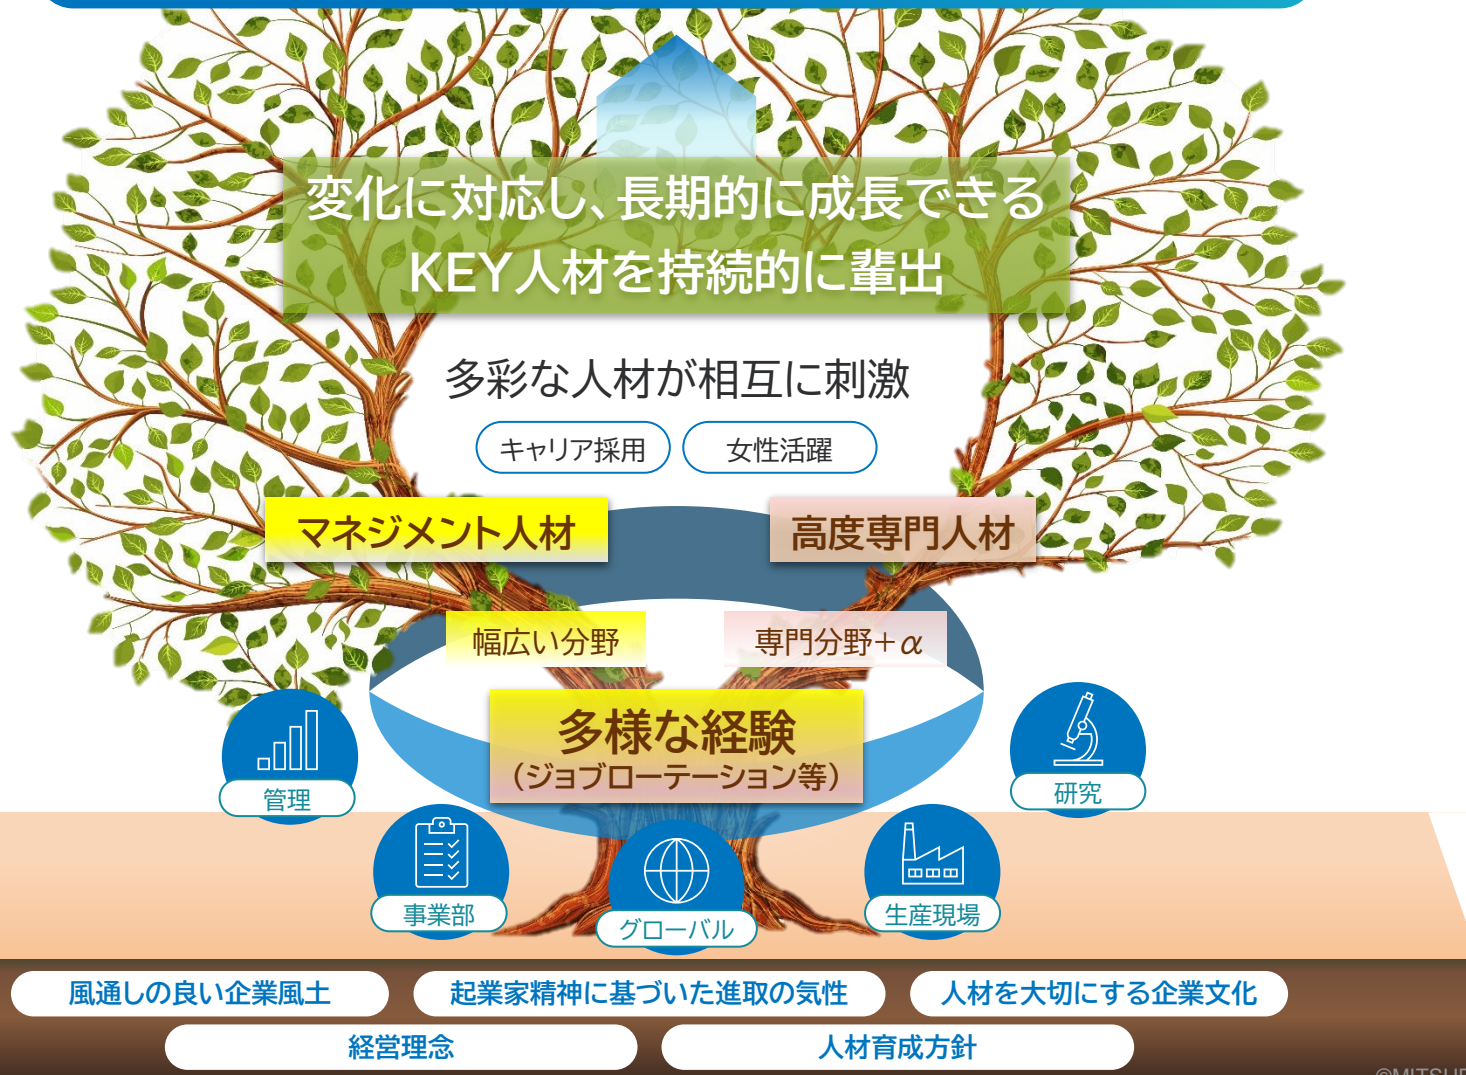 変化に対応し、長期的に成長できる
KEY人材を持続的に輩出
多彩な人材が相互に刺激
キャリア採用
女性活躍
マネジメント人材
高度専門人材
幅広い分野
専門分野+α
多様な経験
(ジョブローテーション等)
管理
研究
事業部
グローバル
生産現場
風通しの良い企業風土
起業家精神に基づいた進取の気性
人材を大切にする企業文化
経営理念
人材育成方針